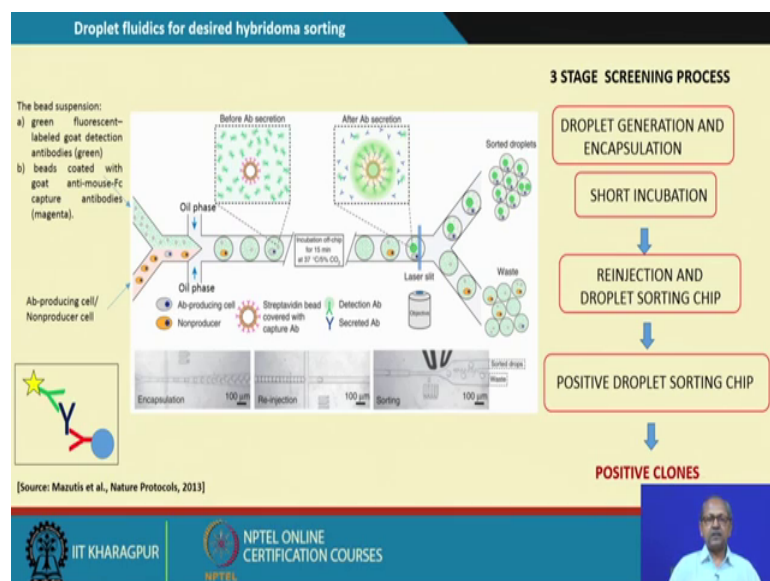 Droplet fluidics for desired hybridoma sorting
The bead suspension:
a) green fluorescent–
labeled goat detection
antibodies (green)
b) beads coated with
goat anti-mouse-Fc
capture antibodies
(magenta).
Ab-producing cell/
Nonproducer cell
Before Ab secretion
After Ab secretion
Sorted droplets
Oil phase
Incubation off-chip
for 15 min
at 37 °C/5% CO₂
Oil phase
Laser slit
Waste
Objective
Ab-producing cell
Nonproducer
Streptavidin bead
covered with
capture Ab
Detection Ab
Secreted Ab
Encapsulation
100 µm
Re-injection
100 µm
Sorting
100 µm
Sorted drops
Waste
[Source: Mazutis et al., Nature Protocols, 2013]
3 STAGE SCREENING PROCESS
DROPLET GENERATION AND
ENCAPSULATION
SHORT INCUBATION
REINJECTION AND
DROPLET SORTING CHIP
POSITIVE DROPLET SORTING CHIP
POSITIVE CLONES
IIT KHARAGPUR
NPTEL
NPTEL ONLINE
CERTIFICATION COURSES